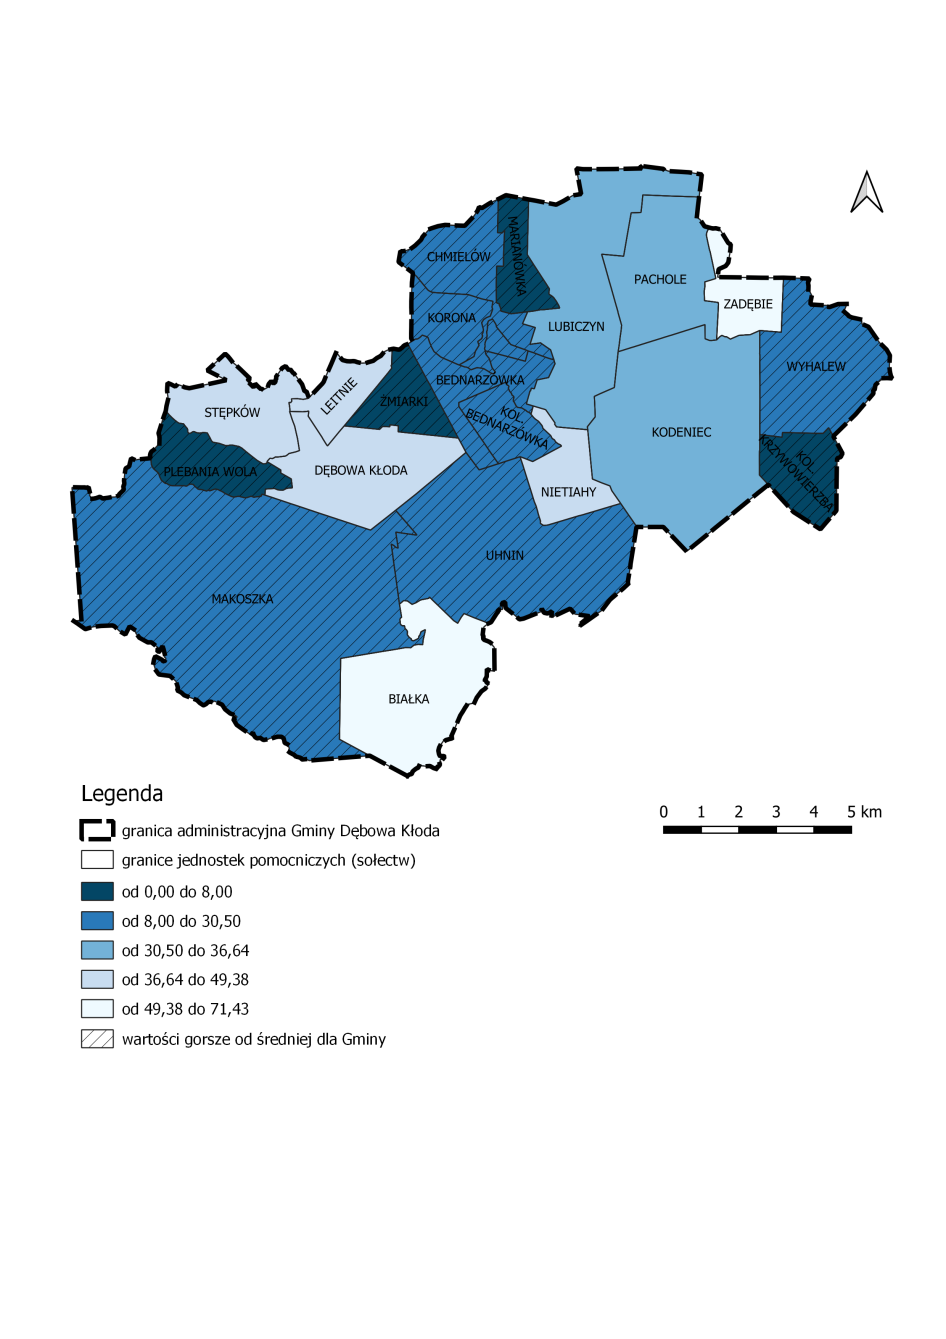 MARIANÓWKA
CHMIELÓW
PACHOLE
ZADĘBIE
KORONA
LUBICZYN
WYHALEW
BEDNARZÓWKA
LEITNIE
ŻMIARKI
STĘPKÓW
KOL.
BEDNARZÓWKA
KODENIEC
KOL.
KRZYWOWIERZBA
PLEBANIA WOLA
DĘBOWA KŁODA
NIETIAHY
UHNIN
MAKOSZKA
BIAŁKA
Legenda
granica administracyjna Gminy Dębowa Kłoda
granice jednostek pomocniczych (sołectw)
od 0,00 do 8,00
od 8,00 do 30,50
od 30,50 do 36,64
od 36,64 do 49,38
od 49,38 do 71,43
wartości gorsze od średniej dla Gminy
0 1 2 3 4 5 km